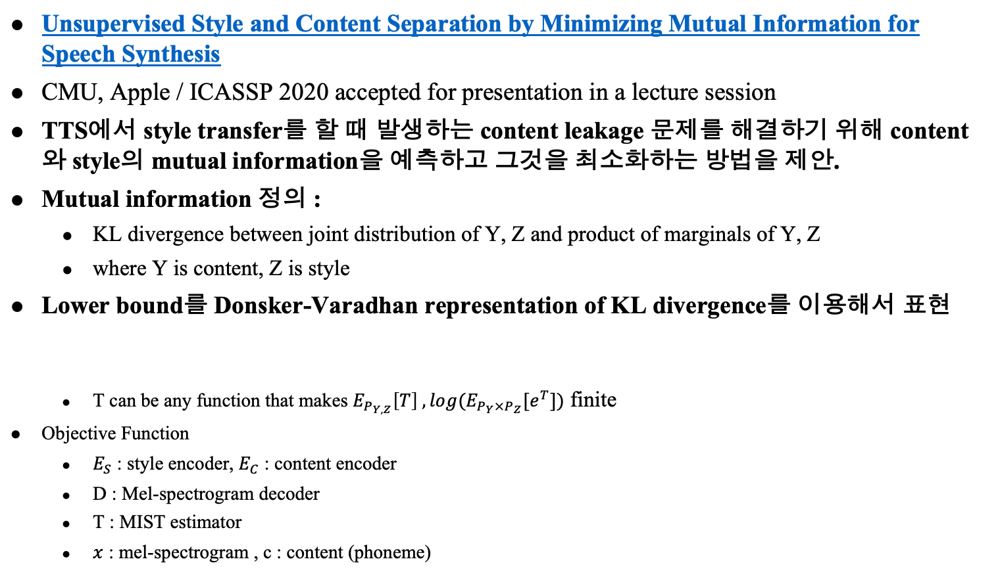 ● Unsupervised Style and Content Separation by Minimizing Mutual Information for
Speech Synthesis
● CMU, Apple / ICASSP 2020 accepted for presentation in a lecture session
● TTS에서 style transfer를 할 때 발생하는 content leakage 문제를 해결하기 위해 content
와 style의 mutual information을 예측하고 그것을 최소화하는 방법을 제안.
● Mutual information 정의 :
● KL divergence between joint distribution of Y, Z and product of marginals of Y, Z
● where Y is content, Z is style
● Lower bound를 Donsker-Varadhan representation of KL divergence를 이용해서 표현
● T can be any function that makes E_{P_{Y,Z}}[T] , log(E_{P_Y×P_Z}[e^T]) finite
● Objective Function
● E_S : style encoder, E_C : content encoder
● D : Mel-spectrogram decoder
● T : MIST estimator
● x : mel-spectrogram , c : content (phoneme)